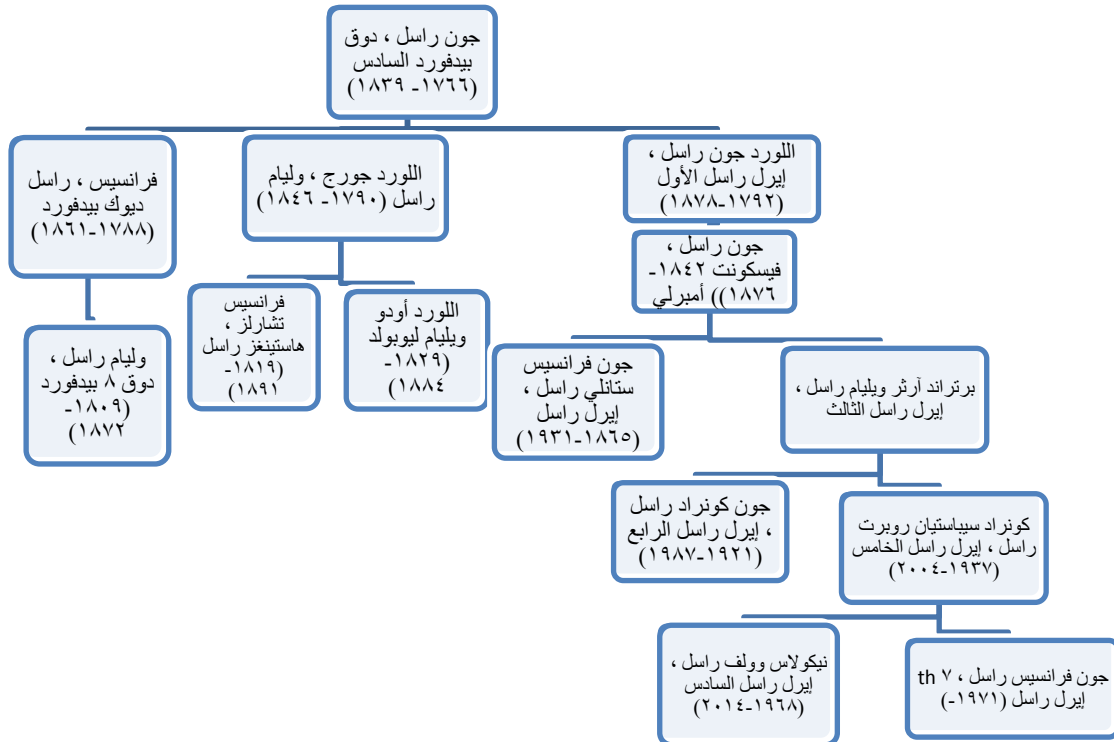 جون راسل ، دوق
بيدفورد السادس
(١٧٦٦- ١٨٣٩)
اللورد جون راسل ،
إيرل راسل الأول
(١٧٩٢-١٨٧٨)
اللورد جورج ، وليام
راسل (١٧٩٠- ١٨٤٦)
فرانسيس ، راسل
ديوك بيدفورد
(١٧٨٨-١٨٦١)
جون راسل ،
فيسكونت ١٨٤٢-
١٨٧٦)) أمبرلي
اللورد أودو
ويليام ليوبولد
(١٨٢٩-
١٨٨٤)
فرانسيس
تشارلز ،
هاستينغز راسل
(١٨١٩-
١٨٩١)
وليام راسل ،
دوق ٨ بيدفورد
(١٨٠٩-
١٨٧٢)
برتراند آرثر ويليام راسل ،
إيرل راسل الثالث
جون فرانسيس
ستانلي راسل ،
إيرل راسل
(١٨٦٥-١٩٣١)
كونراد سيباستيان روبرت
راسل ، إيرل راسل الخامس
(١٩٣٧-٢٠٠٤)
جون كونراد راسل
، إيرل راسل الرابع
(١٩٢١-١٩٨٧)
جون فرانسيس راسل ، ٧ th
إيرل راسل (١٩٧١-)
نيكولاس وولف راسل ،
إيرل راسل السادس
(١٩٦٨-٢٠١٤)